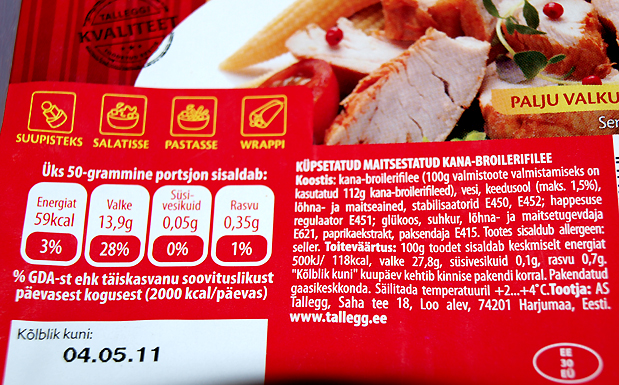 TALLEGG
KVALITEET
PALJU VALKU
Ser
SUUPISTEKS SALATISSE PASTASSE WRAPPI
Üks 50-grammine portsjon sisaldab:
Energiat
59kcal
3%
Valke
13,9g
28%
Süsi-
vesikuid
0,05g
0%
Rasvu
0,35g
1%
% GDA-st ehk täiskasvanu soovituslikust
päevasest kogusest (2000 kcal/päevas)
Kõlblik kuni:
04.05.11
KÜPSETATUD MAITSESTATUD KANA-BROILERIFILEE
Koostis: kana-broilerifilee (100g valmistoote valmistamiseks on
kasutatud 112g kana-broilerifileed), vesi, keedusool (maks. 1,5%),
lõhna- ja maitseained, stabilisaatorid E450, E452; happesuse
regulaator E451; glükoos, suhkur, lõhna- ja maitsetugevdaja
E621, paprikaekstrakt, paksendaja E415. Tootes sisaldub allergeen:
seller. Toiteväärtus: 100g toodet sisaldab keskmiselt energiat
500kJ/ 118kcal, valke 27,8g, süsivesikuid 0,1g, rasvu 0,7g.
"Kõlblik kuni" kuupäev kehtib kinnise pakendi korral. Pakendatud
gaasikeskkonda. Säilitada temperatuuril +2...+4°C. Tootja: AS
Tallegg, Saha tee 18, Loo alev, 74201 Harjumaa, Eesti.
www.tallegg.ee
EE
30
EÜ